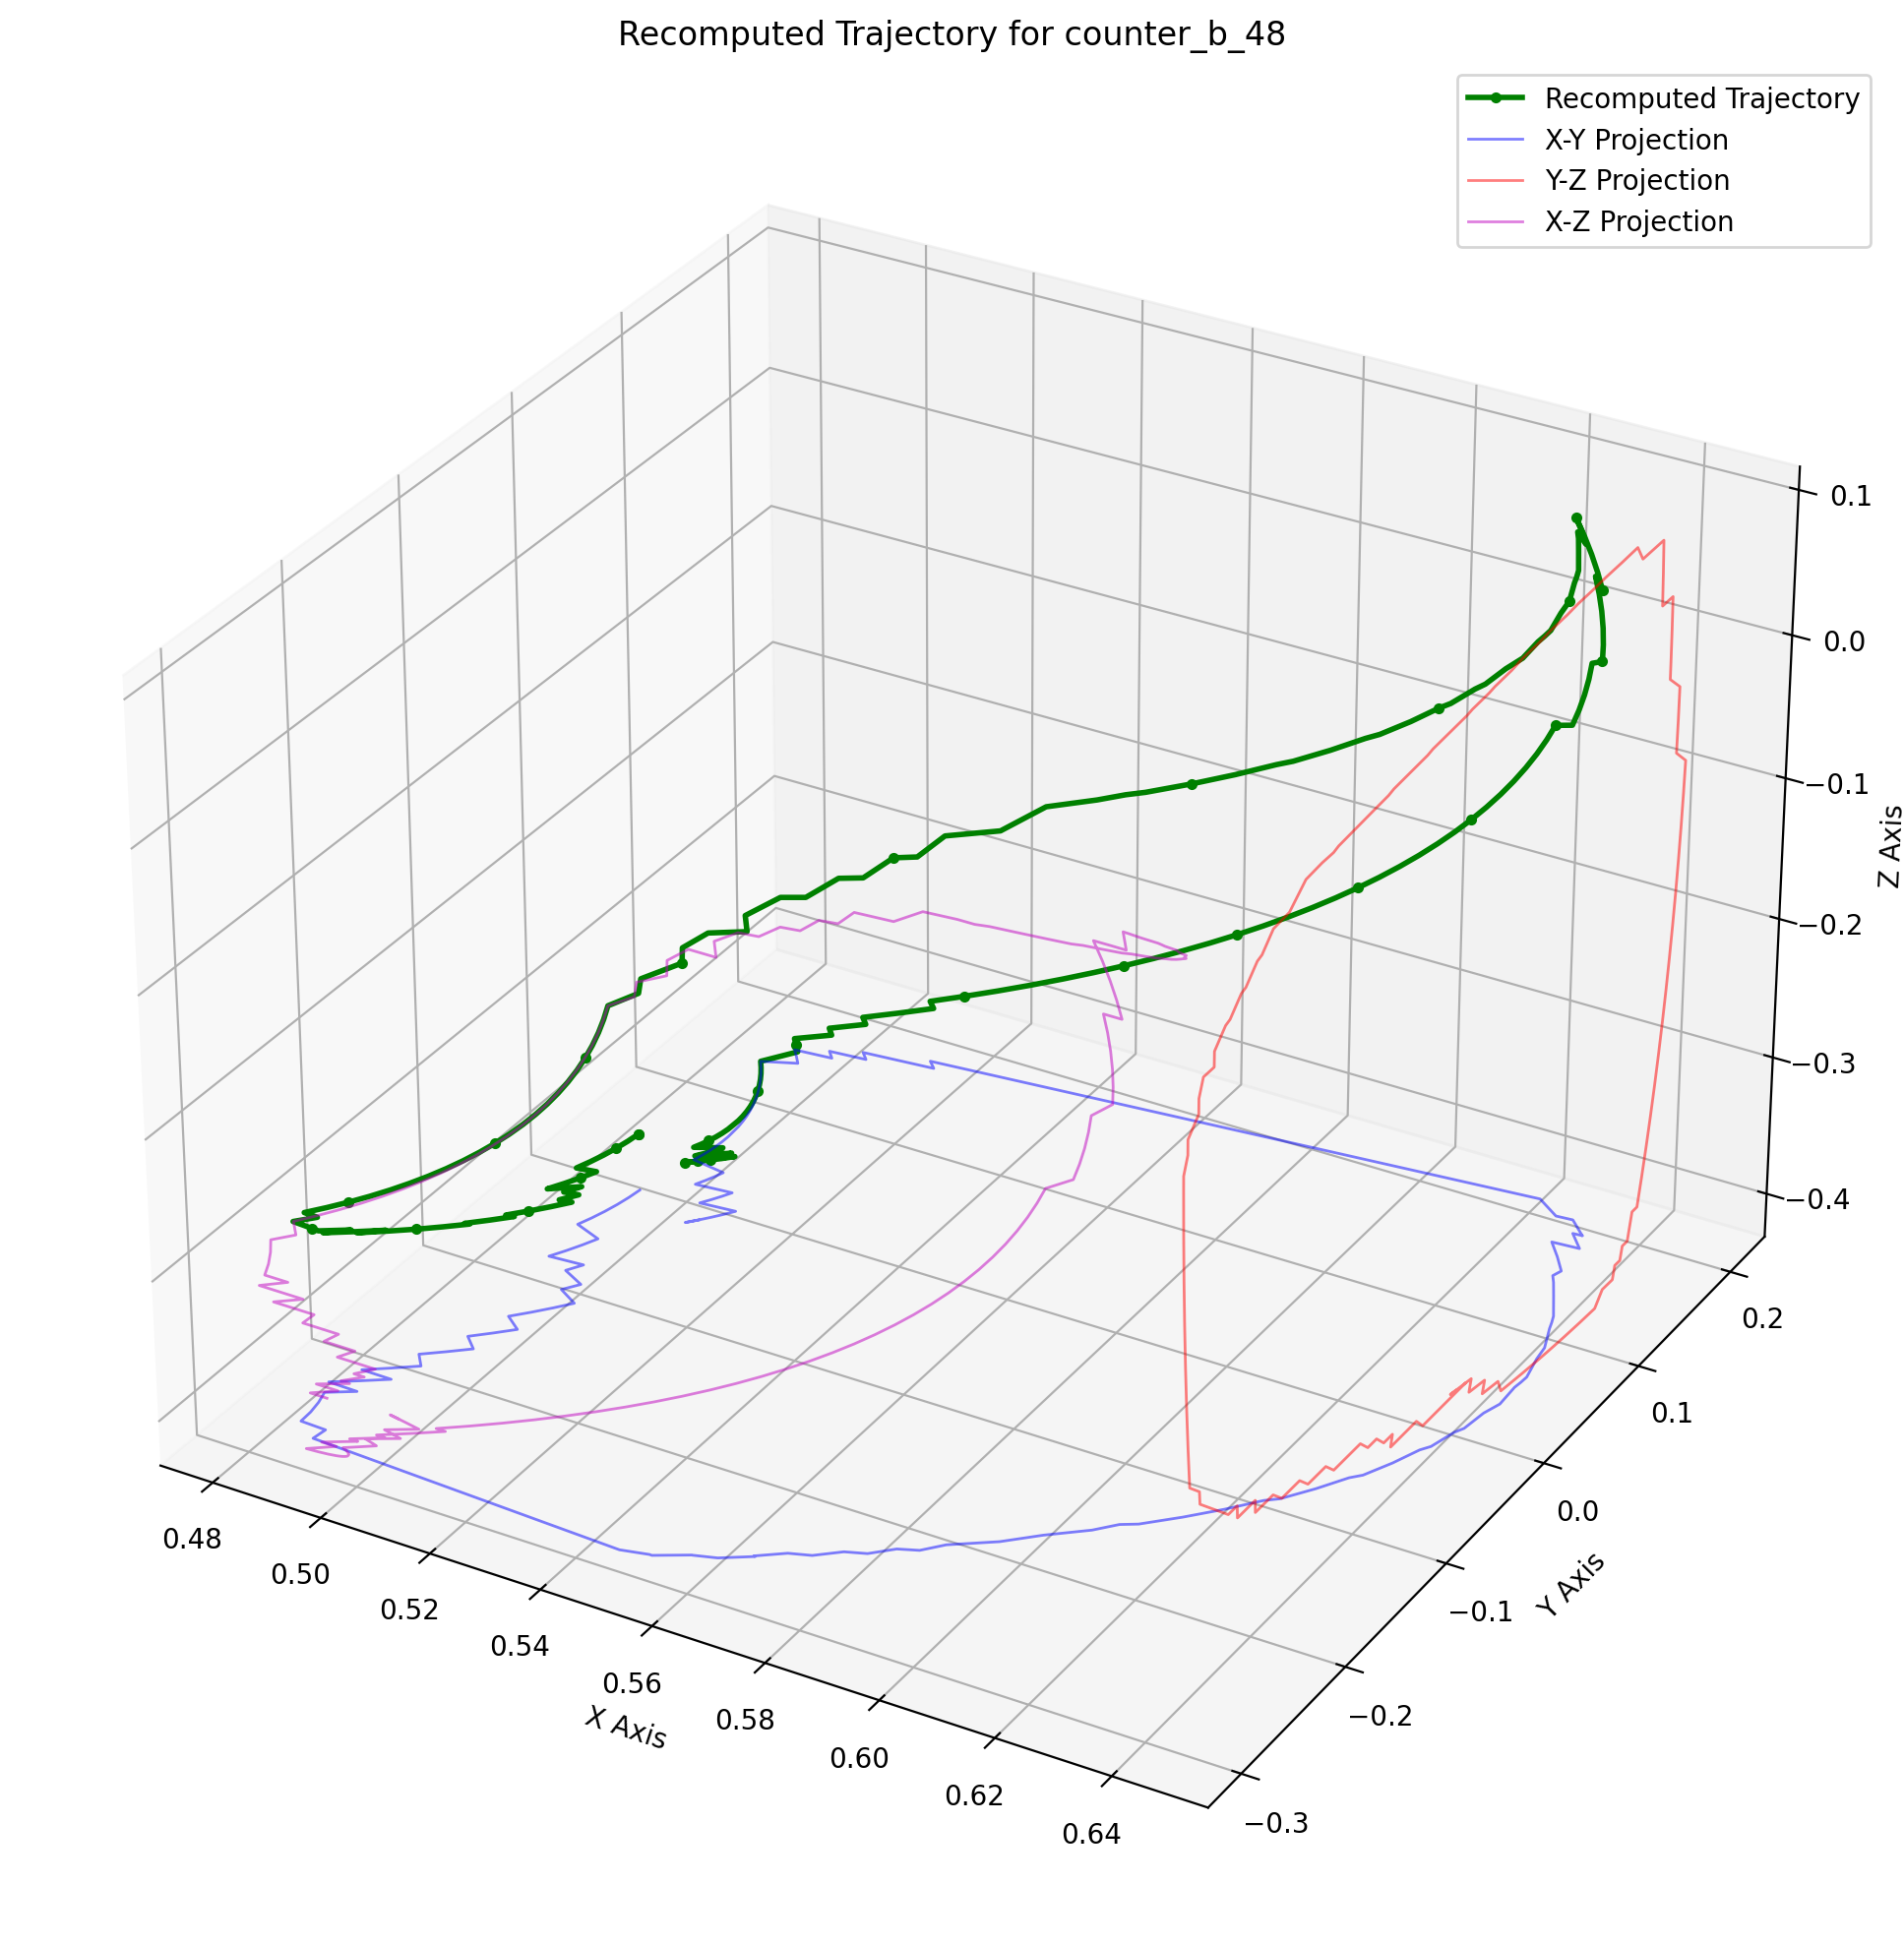 Recomputed Trajectory for counter_b_48
Recomputed Trajectory
X-Y Projection
Y-Z Projection
X-Z Projection
0.1
0.0
−0.1
−0.2
−0.3
−0.4
Z Axis
0.2
0.1
0.0
−0.1
−0.2
−0.3
Y Axis
0.48
0.50
0.52
0.54
0.56
0.58
0.60
0.62
0.64
X Axis